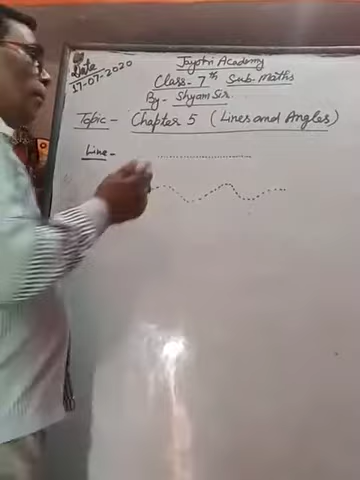 Date
17-07-2020
Jayotri Academy
Class-7th Sub-Maths
By- Shyam Sir.
Topic- Chapter 5 (Lines and Angles)
Line-